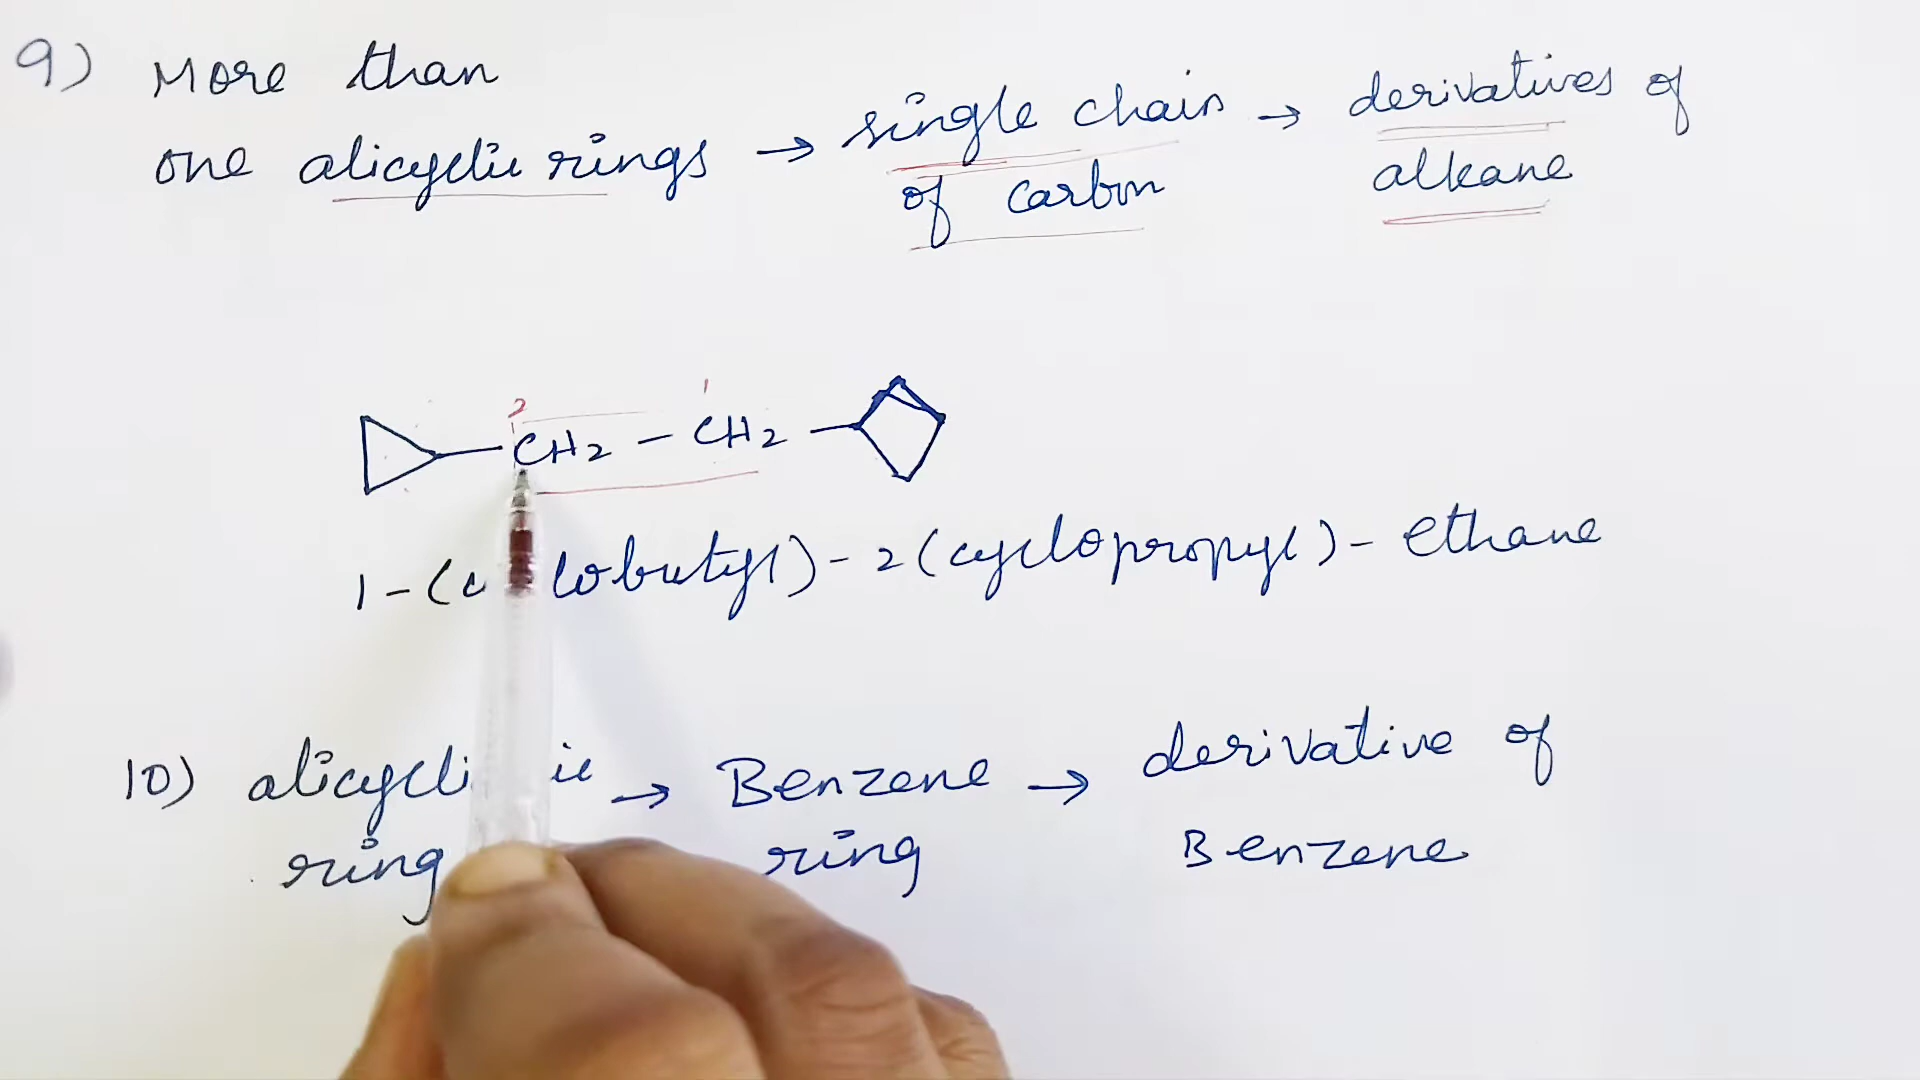 9) More than
one alicyclic rings → single chain → derivatives of
of carbon alkane
2 1
CH2 - CH2
1-(c lobutyl)-2(cyclopropyl)-ethane
10) alicycli ic → Benzene → derivative of
ring ring Benzene